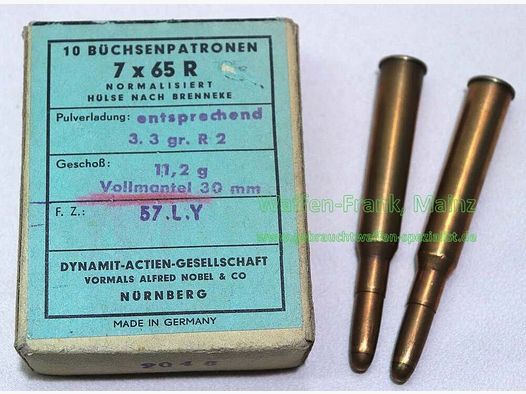 10 BÜCHSENPATRONEN
7 x 65 R
NORMALISIERT
HÜLSE NACH BRENNEKE
Pulverladung: entsprechend
3.3 gr. R 2
Geschoß: 11,2 g
Vollmantel 30 mm
F. Z.: 57.L.Y
DYNAMIT-ACTIEN-GESELLSCHAFT
VORMALS ALFRED NOBEL & CO
NÜRNBERG
MADE IN GERMANY
Waffen-Frank, Mainz
www.gebrauchtwaffen-spezialist.de